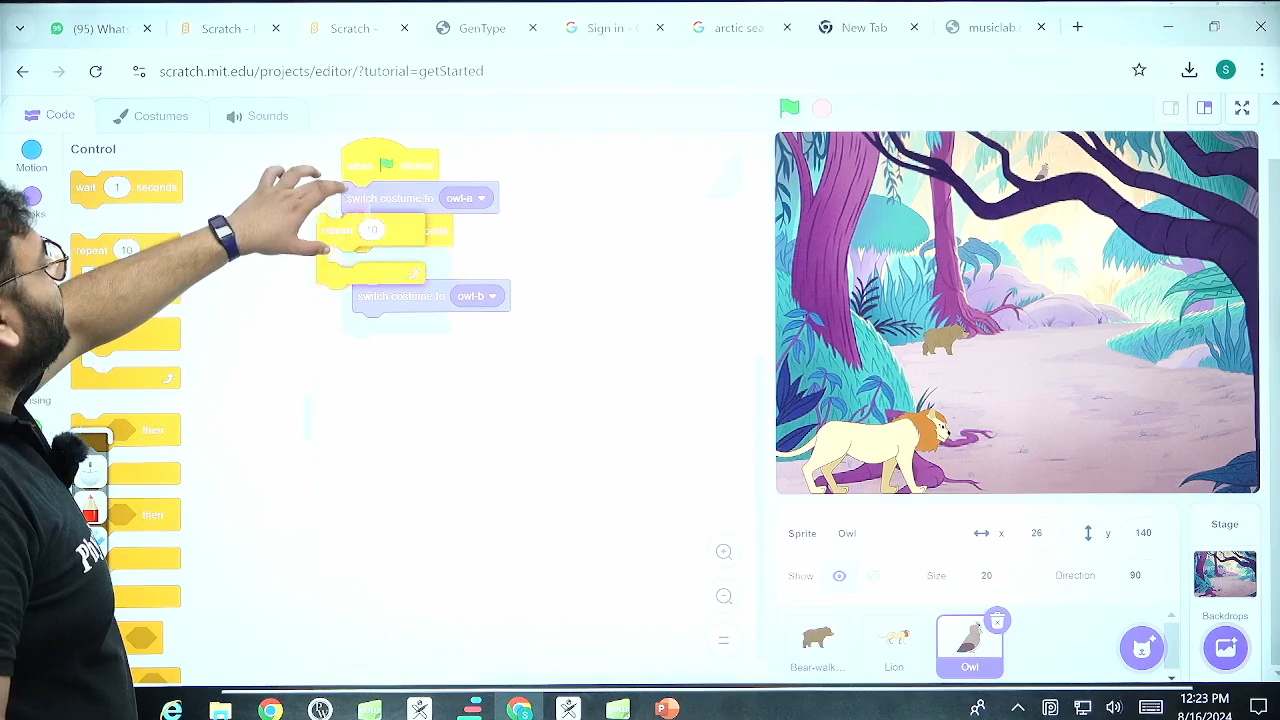 (95) Whats
Scratch -
Scratch -
GenType
Sign in -
arctic sea
New Tab
musiclab.
scratch.mit.edu/projects/editor/?tutorial=getStarted
S
Code
Costumes
Sounds
Motion
Control
wait 1 seconds
repeat 10
then
then
clicked
switch costume to owl-a
10
switch costume to owl-b
Sprite Owl x 26 y 140
Show Size 20 Direction 90
Bear-walk...
Lion
Owl
Stage
Backdrops
12:23 PM
8/16/2024